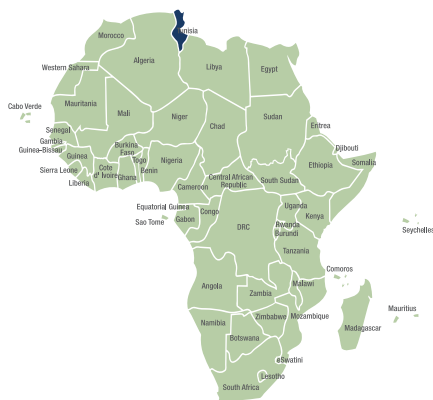 Tunisia
Morocco
Algeria
Libya
Egypt
Western Sahara
Mauritania
Mali
Niger
Chad
Sudan
Eritrea
Cabo Verde
Senegal
Gambia
Guinea-Bissau
Guinea
Sierra Leone
Liberia
Cote
d' Ivoire
Burkina
Faso
Ghana
Togo
Benin
Nigeria
Cameroon
Central African
Republic
South Sudan
Ethiopia
Djibouti
Somalia
Equatorial Guinea
Sao Tome
Gabon
Congo
DRC
Uganda
Kenya
Rwanda
Burundi
Tanzania
Seychelles
Comoros
Angola
Zambia
Malawi
Mozambique
Zimbabwe
Namibia
Botswana
Madagascar
Mauritius
eSwatini
Lesotho
South Africa